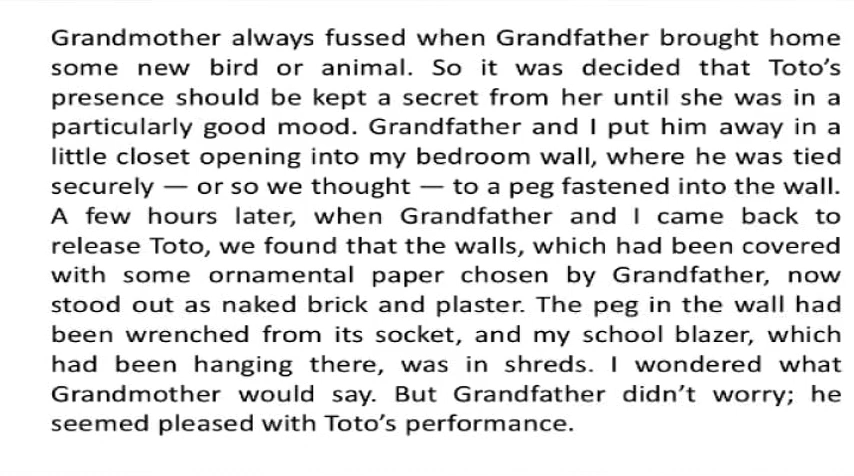 Grandmother always fussed when Grandfather brought home
some new bird or animal. So it was decided that Toto’s
presence should be kept a secret from her until she was in a
particularly good mood. Grandfather and I put him away in a
little closet opening into my bedroom wall, where he was tied
securely — or so we thought — to a peg fastened into the wall.
A few hours later, when Grandfather and I came back to
release Toto, we found that the walls, which had been covered
with some ornamental paper chosen by Grandfather, now
stood out as naked brick and plaster. The peg in the wall had
been wrenched from its socket, and my school blazer, which
had been hanging there, was in shreds. I wondered what
Grandmother would say. But Grandfather didn’t worry; he
seemed pleased with Toto’s performance.